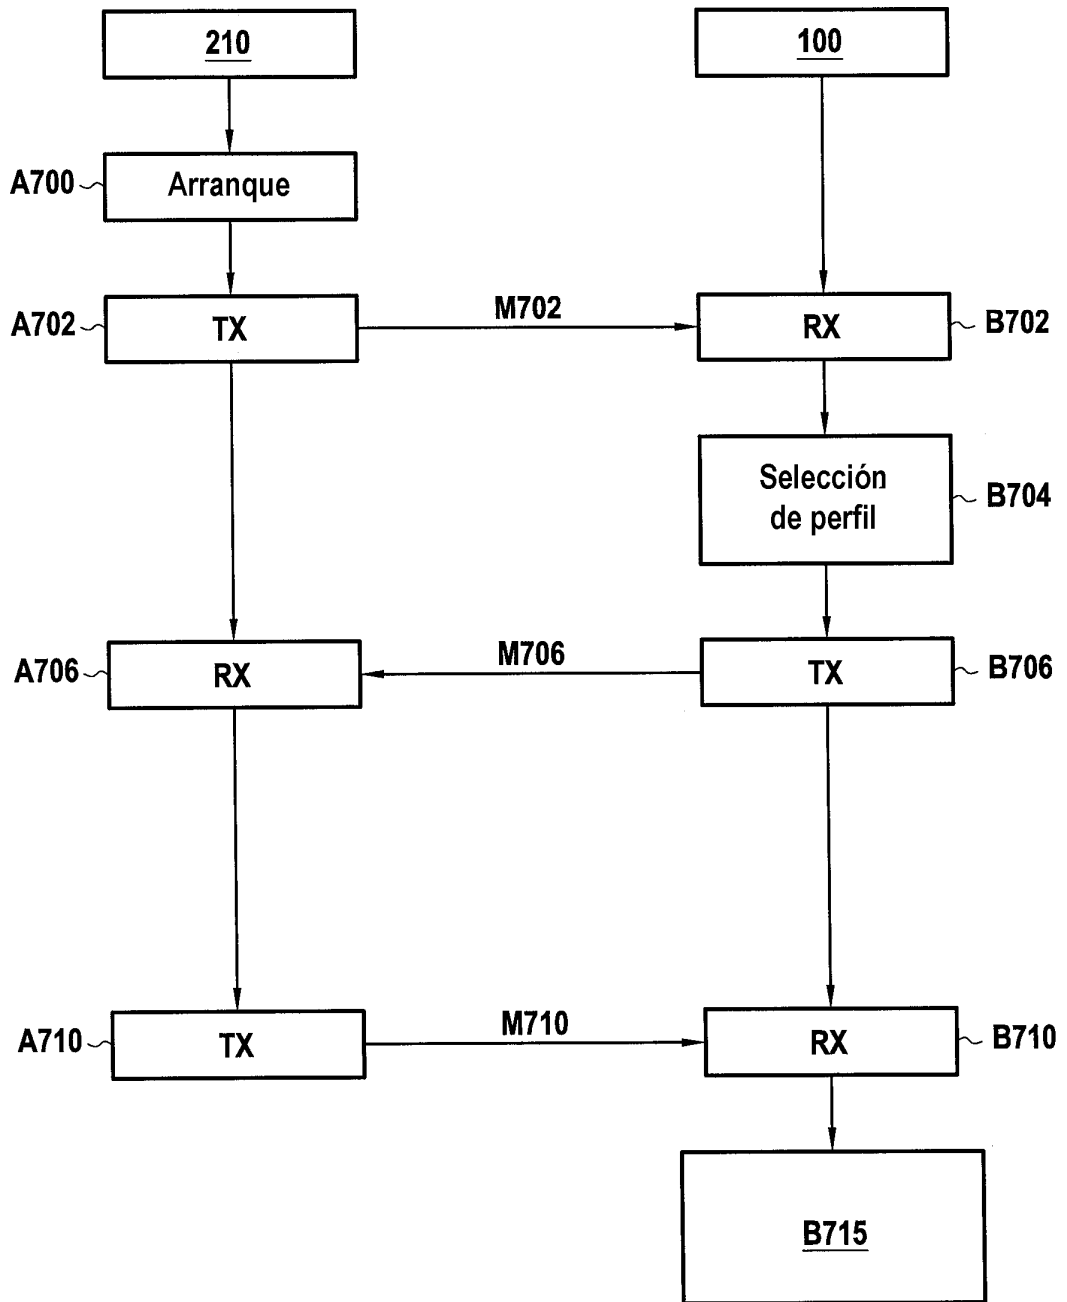 210
100
A700
Arranque
A702
TX
M702
RX
B702
Selección
de perfil
B704
A706
RX
M706
TX
B706
A710
TX
M710
RX
B710
B715